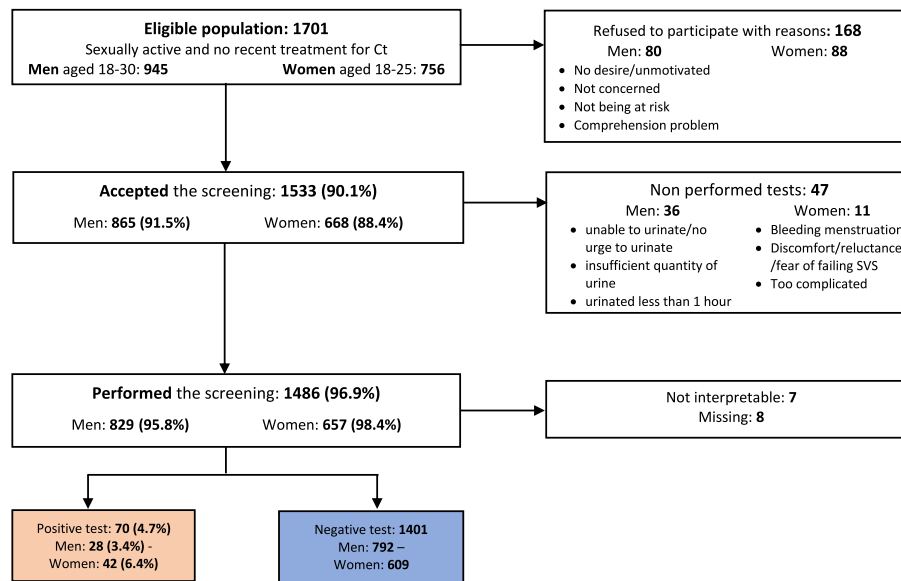 Eligible population: 1701
Sexually active and no recent treatment for Ct
Men aged 18-30: 945 Women aged 18-25: 756
Refused to participate with reasons: 168
Men: 80 Women: 88
• No desire/unmotivated
• Not concerned
• Not being at risk
• Comprehension problem
Accepted the screening: 1533 (90.1%)
Men: 865 (91.5%) Women: 668 (88.4%)
Non performed tests: 47
Men: 36
• unable to urinate/no
urge to urinate
• insufficient quantity of
urine
• urinated less than 1 hour
Women: 11
• Bleeding menstruation
• Discomfort/reluctance
/fear of failing SVS
• Too complicated
Performed the screening: 1486 (96.9%)
Men: 829 (95.8%) Women: 657 (98.4%)
Not interpretable: 7
Missing: 8
Positive test: 70 (4.7%)
Men: 28 (3.4%) -
Women: 42 (6.4%)
Negative test: 1401
Men: 792 –
Women: 609